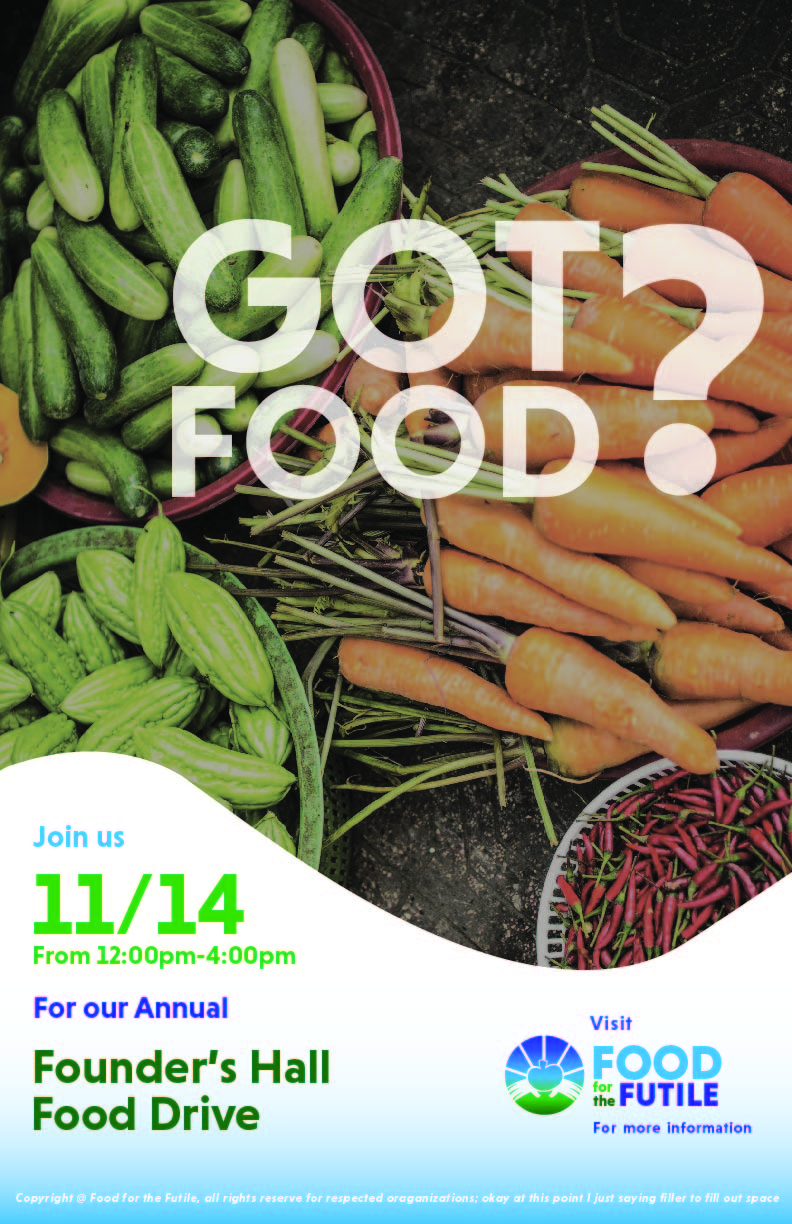 GOT
FOOD?
Join us
11/14
From 12:00pm-4:00pm
For our Annual
Founder's Hall
Food Drive
Visit
FOOD
for
the FUTILE
For more information
Copyright @ Food for the Futile, all rights reserve for respected oraganizations; okay at this point I just saying filler to fill out space